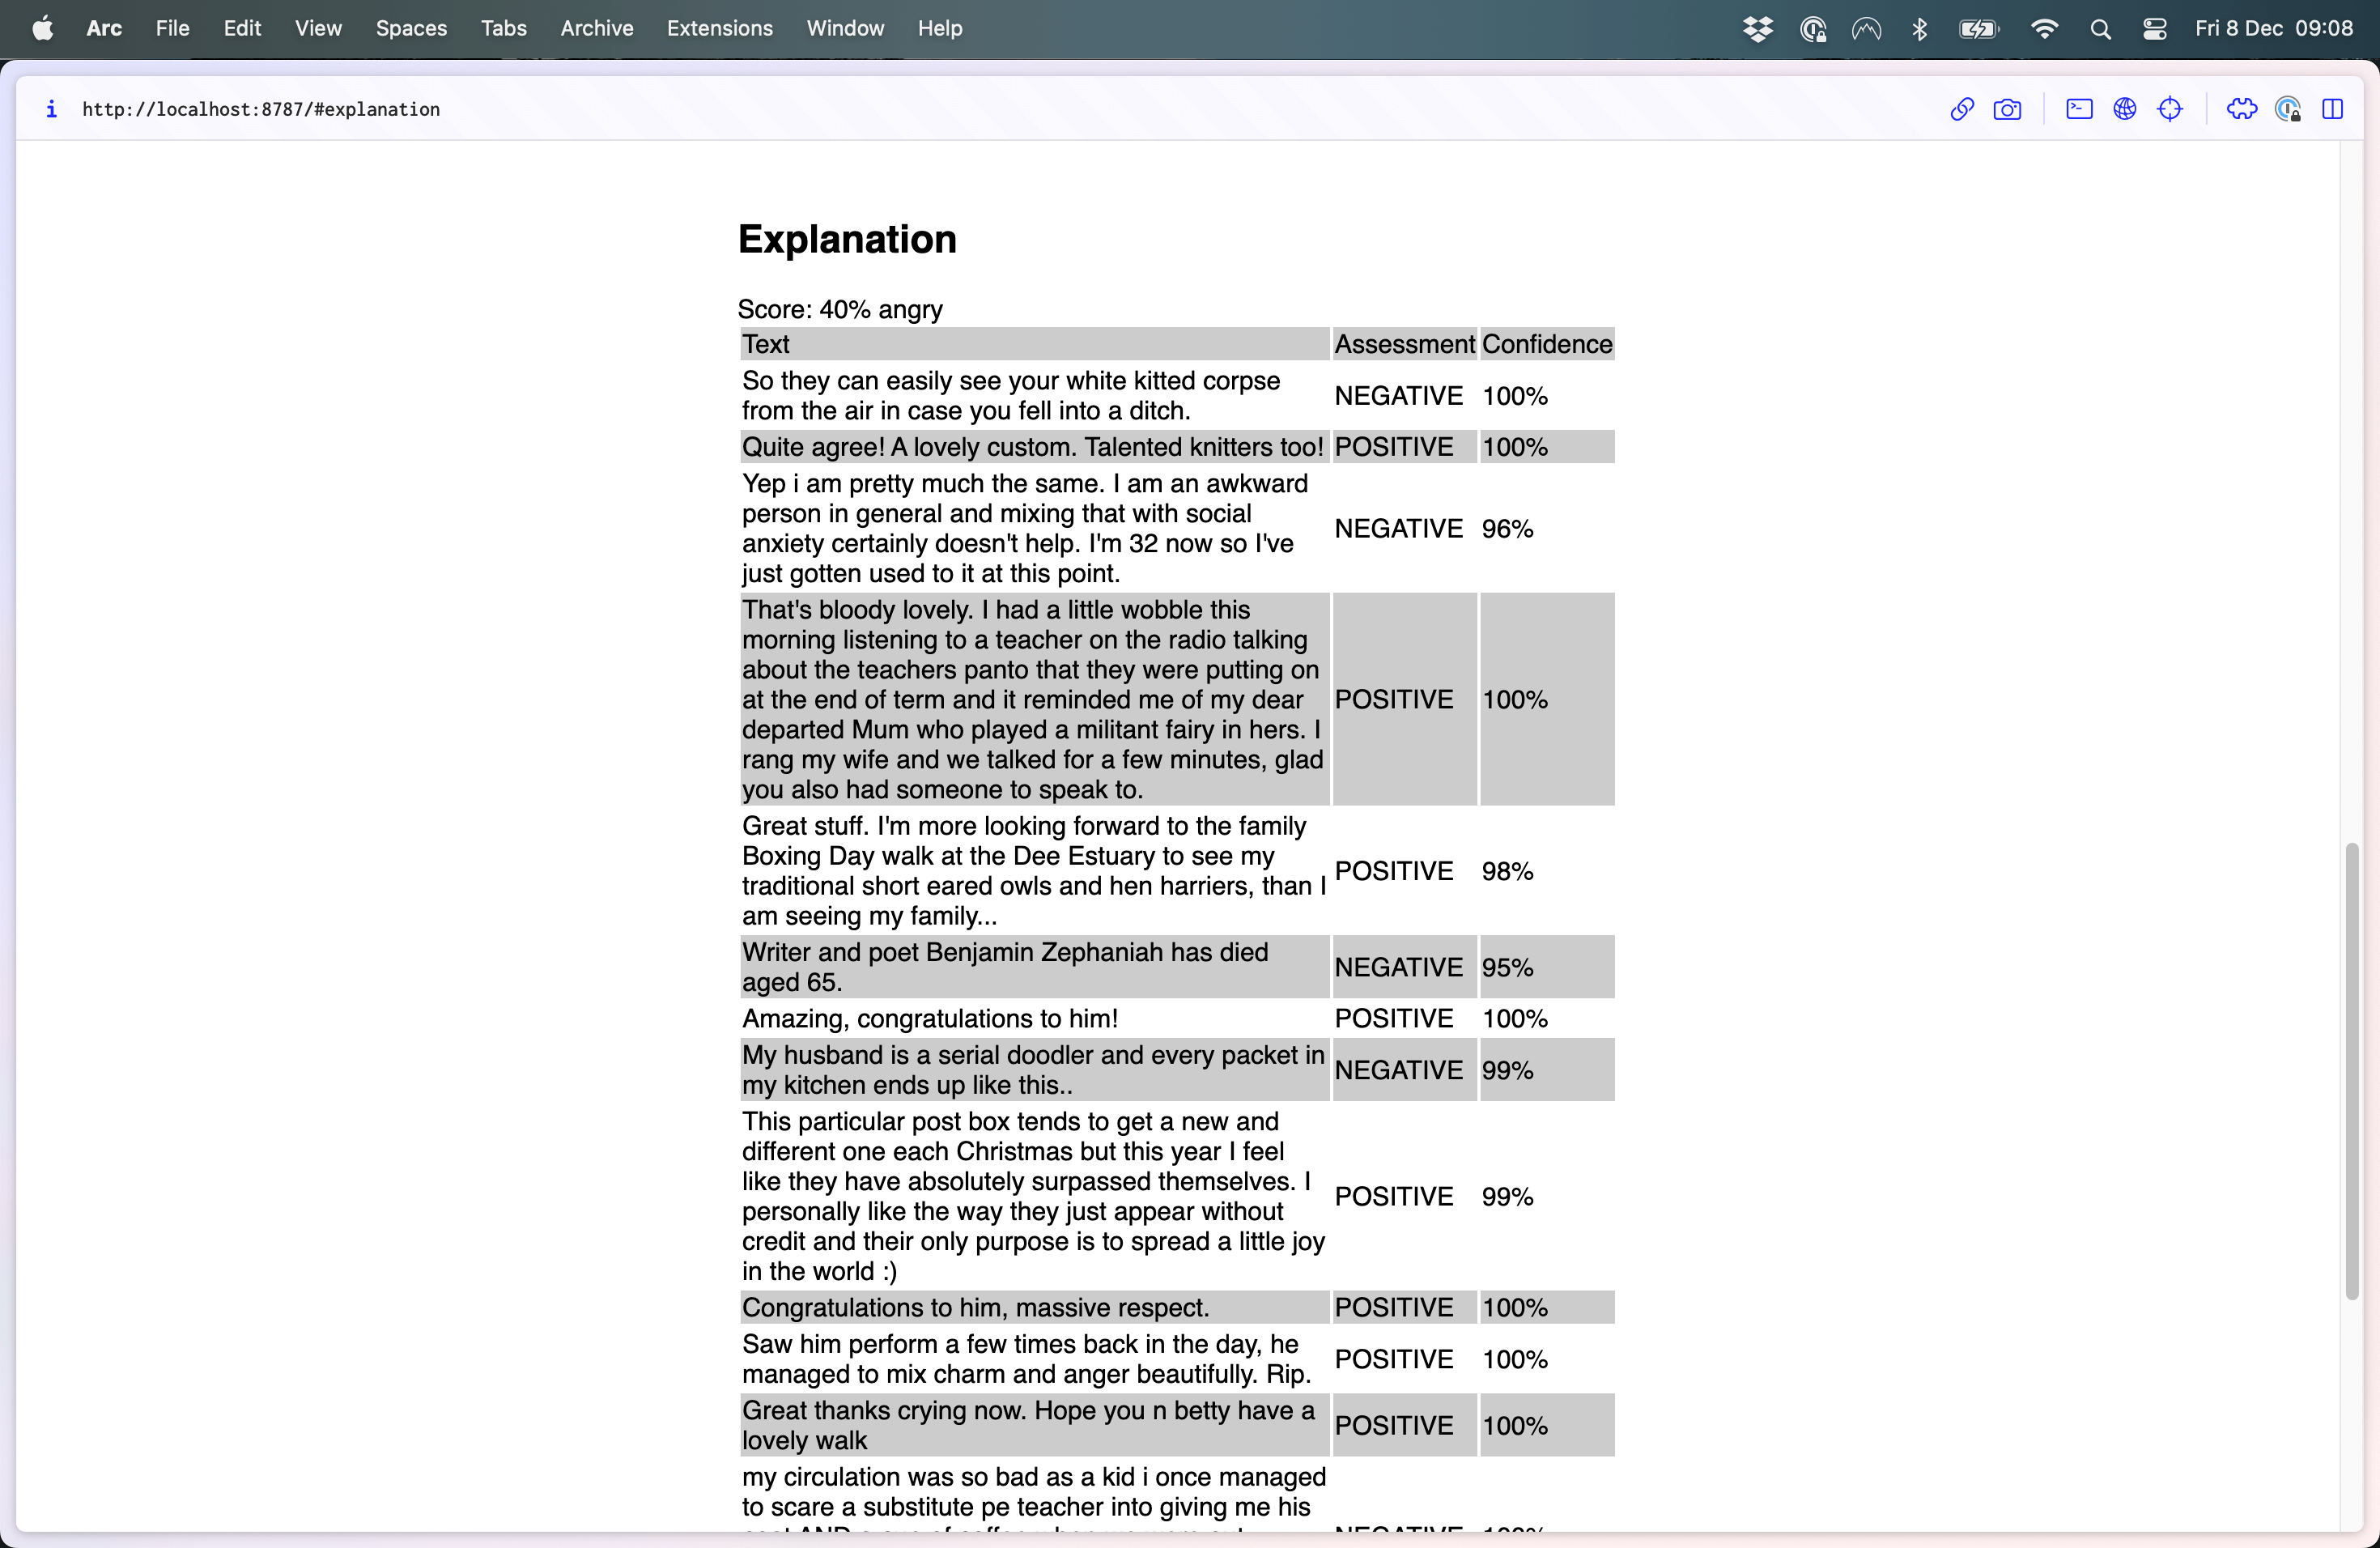 Arc File Edit View Spaces Tabs Archive Extensions Window Help Fri 8 Dec 09:08
http://localhost:8787/#explanation
Explanation
Score: 40% angry
Text Assessment Confidence
So they can easily see your white kitted corpse
from the air in case you fell into a ditch.
NEGATIVE 100%
Quite agree! A lovely custom. Talented knitters too! POSITIVE 100%
Yep i am pretty much the same. I am an awkward
person in general and mixing that with social
anxiety certainly doesn't help. I'm 32 now so I've
just gotten used to it at this point.
NEGATIVE 96%
That's bloody lovely. I had a little wobble this
morning listening to a teacher on the radio talking
about the teachers panto that they were putting on
at the end of term and it reminded me of my dear
departed Mum who played a militant fairy in hers. I
rang my wife and we talked for a few minutes, glad
you also had someone to speak to.
POSITIVE 100%
Great stuff. I'm more looking forward to the family
Boxing Day walk at the Dee Estuary to see my
traditional short eared owls and hen harriers, than I
am seeing my family...
POSITIVE 98%
Writer and poet Benjamin Zephaniah has died
aged 65.
NEGATIVE 95%
Amazing, congratulations to him! POSITIVE 100%
My husband is a serial doodler and every packet in
my kitchen ends up like this..
NEGATIVE 99%
This particular post box tends to get a new and
different one each Christmas but this year I feel
like they have absolutely surpassed themselves. I
personally like the way they just appear without
credit and their only purpose is to spread a little joy
in the world :)
POSITIVE 99%
Congratulations to him, massive respect. POSITIVE 100%
Saw him perform a few times back in the day, he
managed to mix charm and anger beautifully. Rip.
POSITIVE 100%
Great thanks crying now. Hope you n betty have a
lovely walk
POSITIVE 100%
my circulation was so bad as a kid i once managed
to scare a substitute pe teacher into giving me his
NEGATIVE 100%